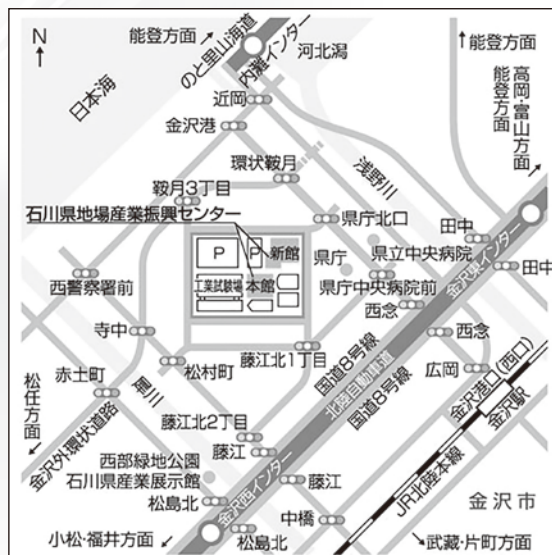 N
能登方面
のと里山海道
内灘インター
河北潟
能登方面
高岡・富山方面
能登方面
日本海
近岡
金沢港
浅野川
環状鞍月
鞍月3丁目
石川県地場産業振興センター
県庁北口
田中
P
P
新館
県庁
県立中央病院
金沢東インター
田中
西警察署前
工業試験場
本館
県庁中央病院前
西念
寺中
藤江北1丁目
国道8号線
北陸自動車道
国道8号線
西念
松村町
広岡
金沢港口(西口)
金沢駅
赤土町
犀川
松任方面
金沢外環状道路
藤江北2丁目
藤江
西部緑地公園
石川県産業展示館
金沢西インター
藤江
JR北陸本線
金沢市
松島北
中橋
小松・福井方面
松島北
武蔵・片町方面